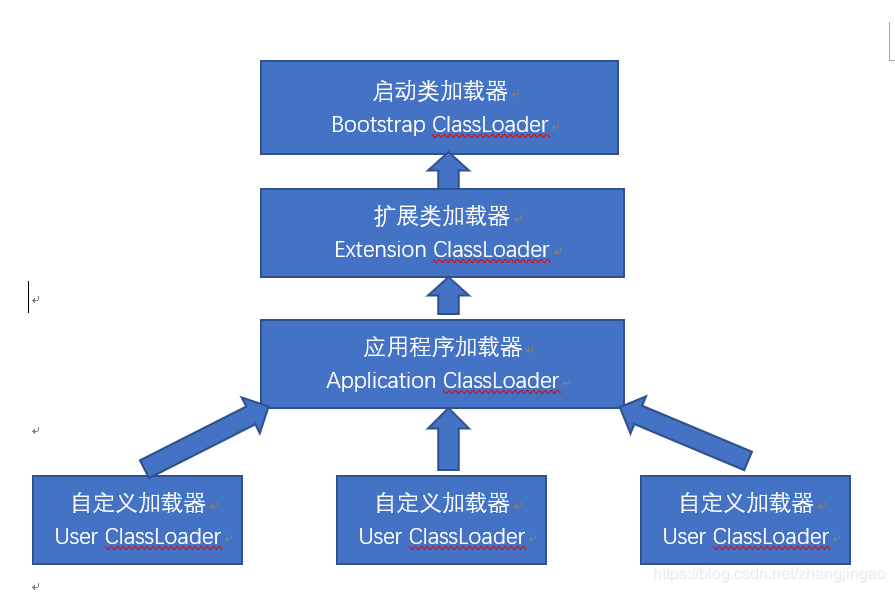 启动类加载器
Bootstrap ClassLoader
扩展类加载器
Extension ClassLoader
应用程序加载器
Application ClassLoader
自定义加载器
User ClassLoader
自定义加载器
User ClassLoader
自定义加载器
User ClassLoader
https://blog.csdn.net/zhangjingao